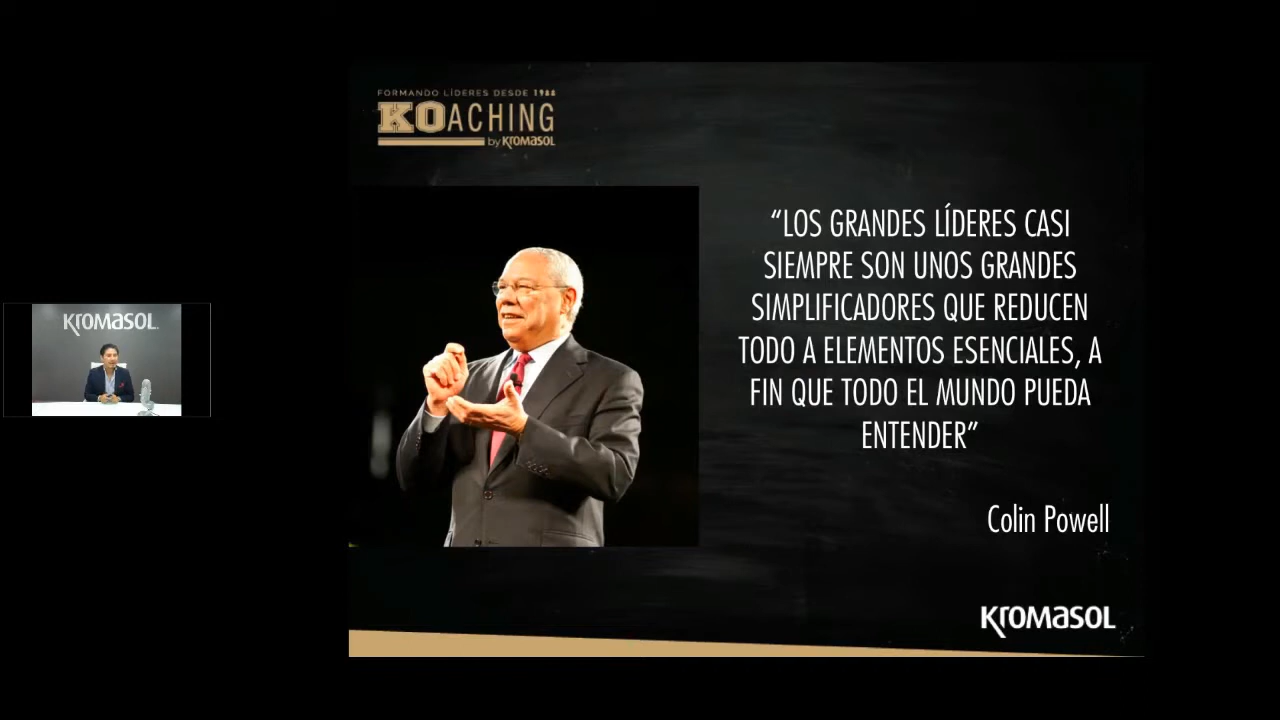 FORMANDO LÍDERES DESDE 1988
KOACHING
by KROMASOL
KROMASOL
“LOS GRANDES LÍDERES CASI
SIEMPRE SON UNOS GRANDES
SIMPLIFICADORES QUE REDUCEN
TODO A ELEMENTOS ESENCIALES, A
FIN QUE TODO EL MUNDO PUEDA
ENTENDER”
Colin Powell
KROMASOL